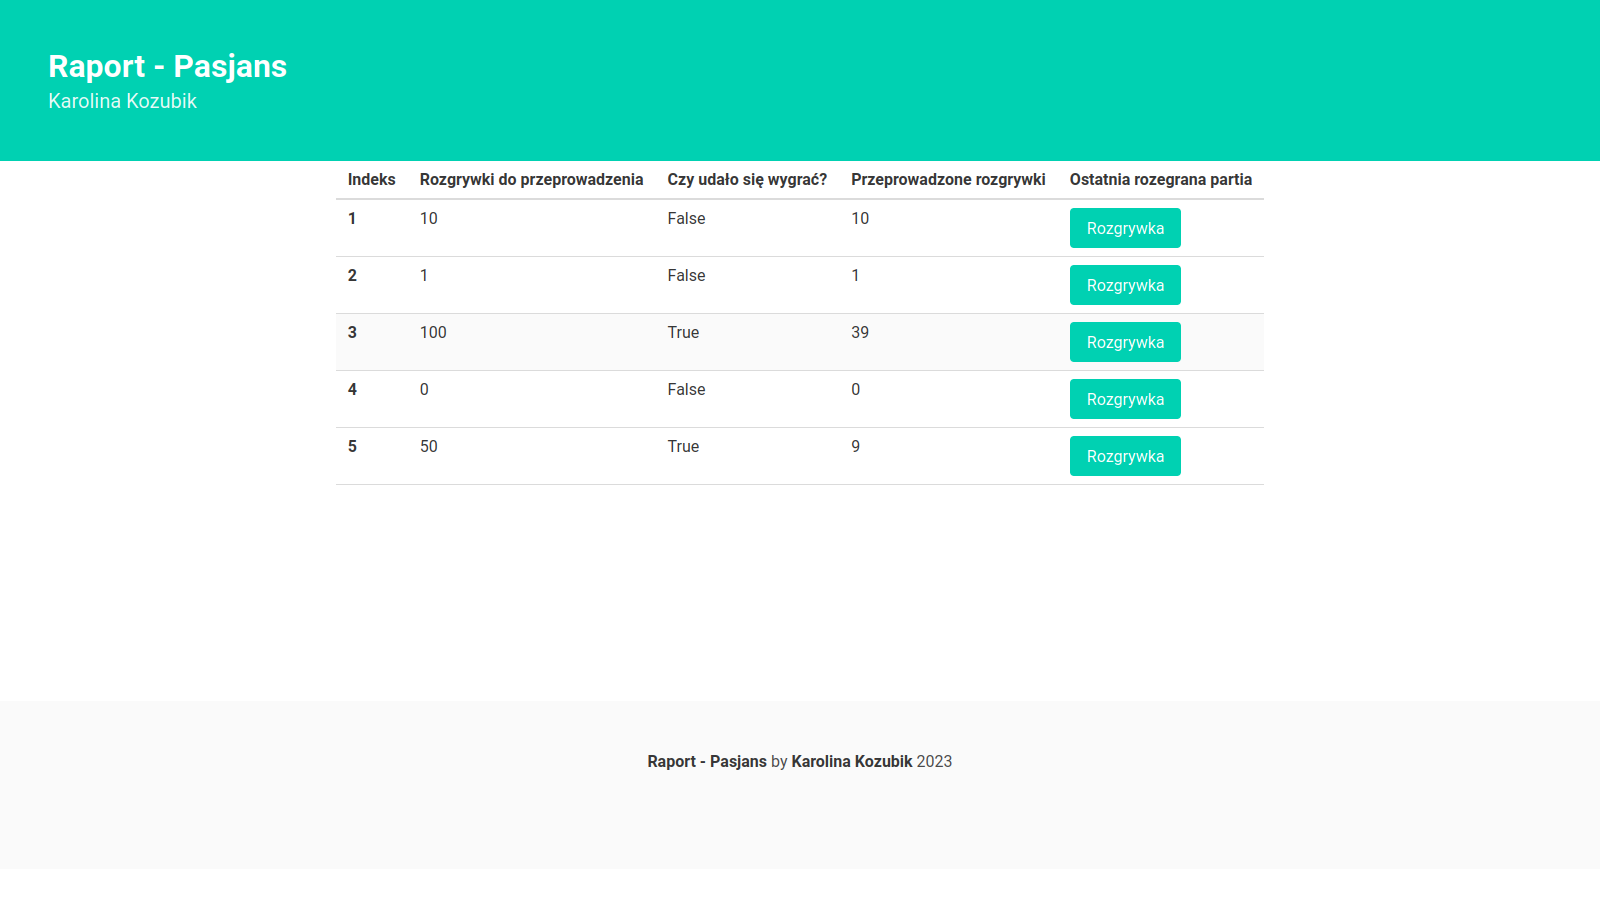 Raport - Pasjans
Karolina Kozubik
Indeks Rozgrywki do przeprowadzenia Czy udało się wygrać? Przeprowadzone rozgrywki Ostatnia rozegrana partia
1 10 False 10 Rozgrywka
2 1 False 1 Rozgrywka
3 100 True 39 Rozgrywka
4 0 False 0 Rozgrywka
5 50 True 9 Rozgrywka
Raport - Pasjans by Karolina Kozubik 2023